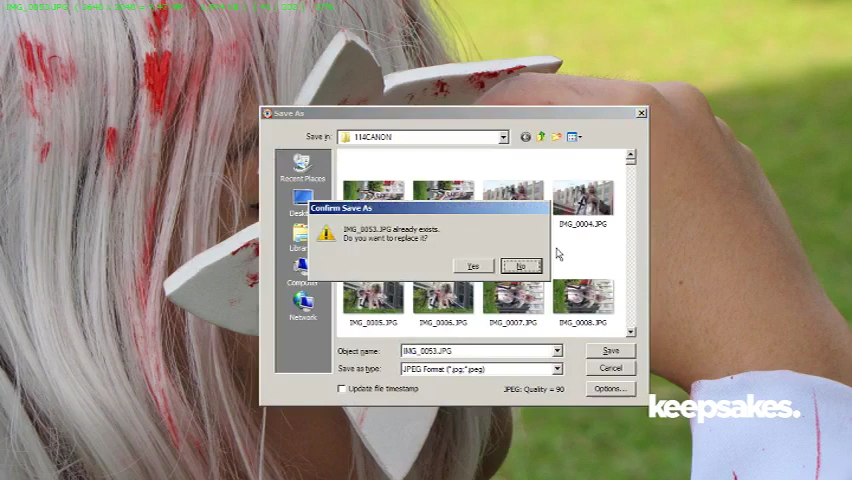 Save As
Save in:
114CANON
Recent Places
Confirm Save As
IMG_0053.JPG already exists.
Do you want to replace it?
Yes
No
IMG_0004.JPG
Computer
Network
IMG_0005.JPG
IMG_0006.JPG
IMG_0007.JPG
IMG_0008.JPG
Object name:
IMG_0053.JPG
Save
Save as type:
JPEG Format (*.jpg;*.jpeg)
Cancel
Update file timestamp
JPEG: Quality = 90
Options...
keepsakes.